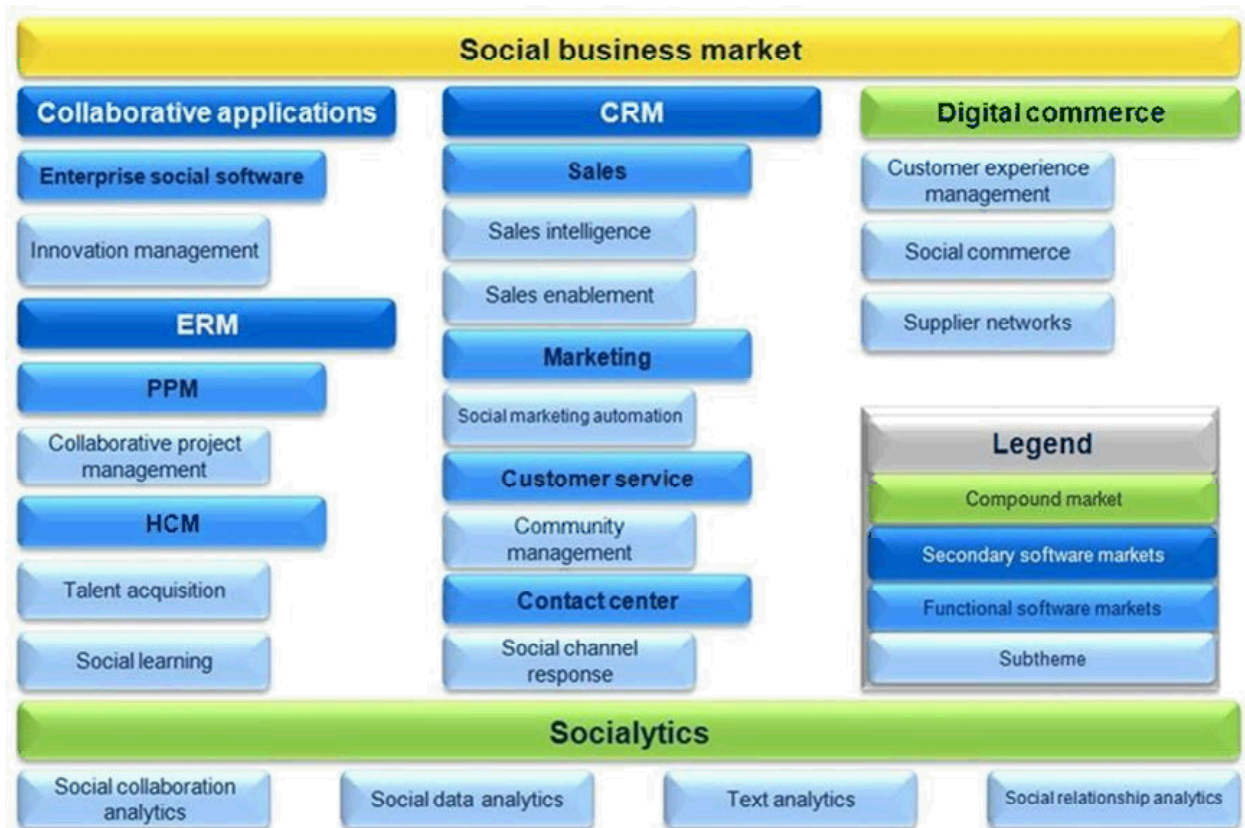 Social business market
Collaborative applications
Enterprise social software
Innovation management
ERM
PPM
Collaborative project
management
HCM
Talent acquisition
Social learning
CRM
Sales
Sales intelligence
Sales enablement
Marketing
Social marketing automation
Customer service
Community
management
Contact center
Social channel
response
Digital commerce
Customer experience
management
Social commerce
Supplier networks
Legend
Compound market
Secondary software markets
Functional software markets
Subtheme
Socialytics
Social collaboration
analytics
Social data analytics
Text analytics
Social relationship analytics